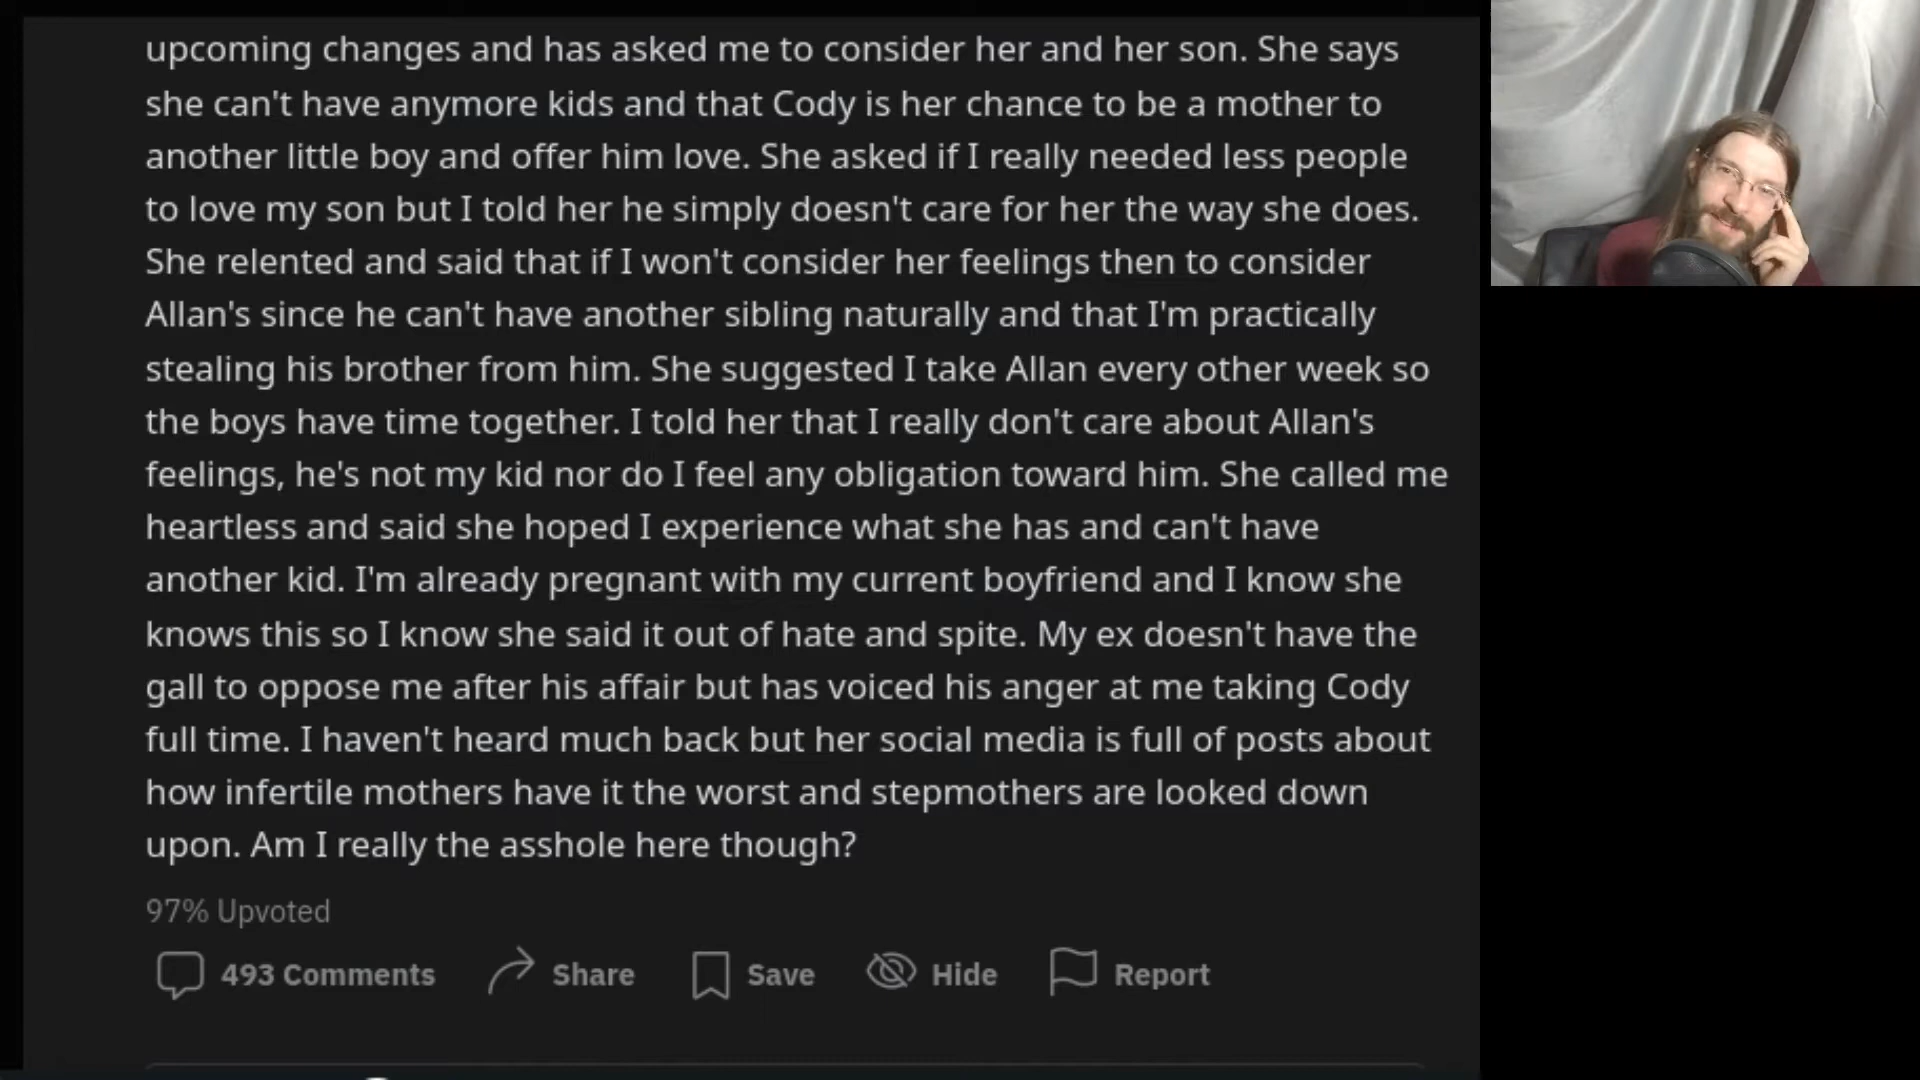 upcoming changes and has asked me to consider her and her son. She says
she can't have anymore kids and that Cody is her chance to be a mother to
another little boy and offer him love. She asked if I really needed less people
to love my son but I told her he simply doesn't care for her the way she does.
She relented and said that if I won't consider her feelings then to consider
Allan's since he can't have another sibling naturally and that I'm practically
stealing his brother from him. She suggested I take Allan every other week so
the boys have time together. I told her that I really don't care about Allan's
feelings, he's not my kid nor do I feel any obligation toward him. She called me
heartless and said she hoped I experience what she has and can't have
another kid. I'm already pregnant with my current boyfriend and I know she
knows this so I know she said it out of hate and spite. My ex doesn't have the
gall to oppose me after his affair but has voiced his anger at me taking Cody
full time. I haven't heard much back but her social media is full of posts about
how infertile mothers have it the worst and stepmothers are looked down
upon. Am I really the asshole here though?
97% Upvoted
493 Comments Share Save Hide Report